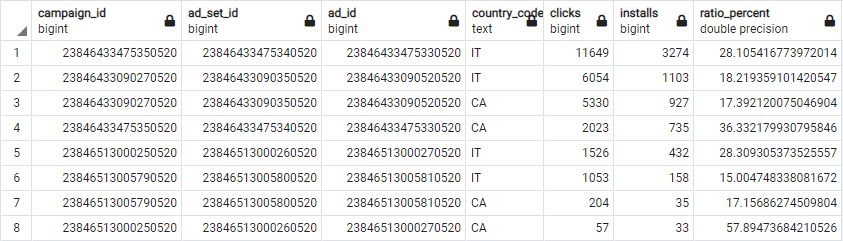 campaign_id ad_set_id ad_id country_code clicks installs ratio_percent
bigint bigint bigint text bigint bigint double precision
1 23846433475350520 23846433475340520 23846433475330520 IT 11649 3274 28.105416773972014
2 23846433090270520 23846433090350520 23846433090520520 IT 6054 1103 18.219359101420547
3 23846433090270520 23846433090350520 23846433090520520 CA 5330 927 17.392120075046904
4 23846433475350520 23846433475340520 23846433475330520 CA 2023 735 36.332179930795846
5 23846513000250520 23846513000260520 23846513000270520 IT 1526 432 28.309305373525557
6 23846513005790520 23846513005800520 23846513005810520 IT 1053 158 15.004748338081672
7 23846513005790520 23846513005800520 23846513005810520 CA 204 35 17.15686274509804
8 23846513000250520 23846513000260520 23846513000270520 CA 57 33 57.89473684210526